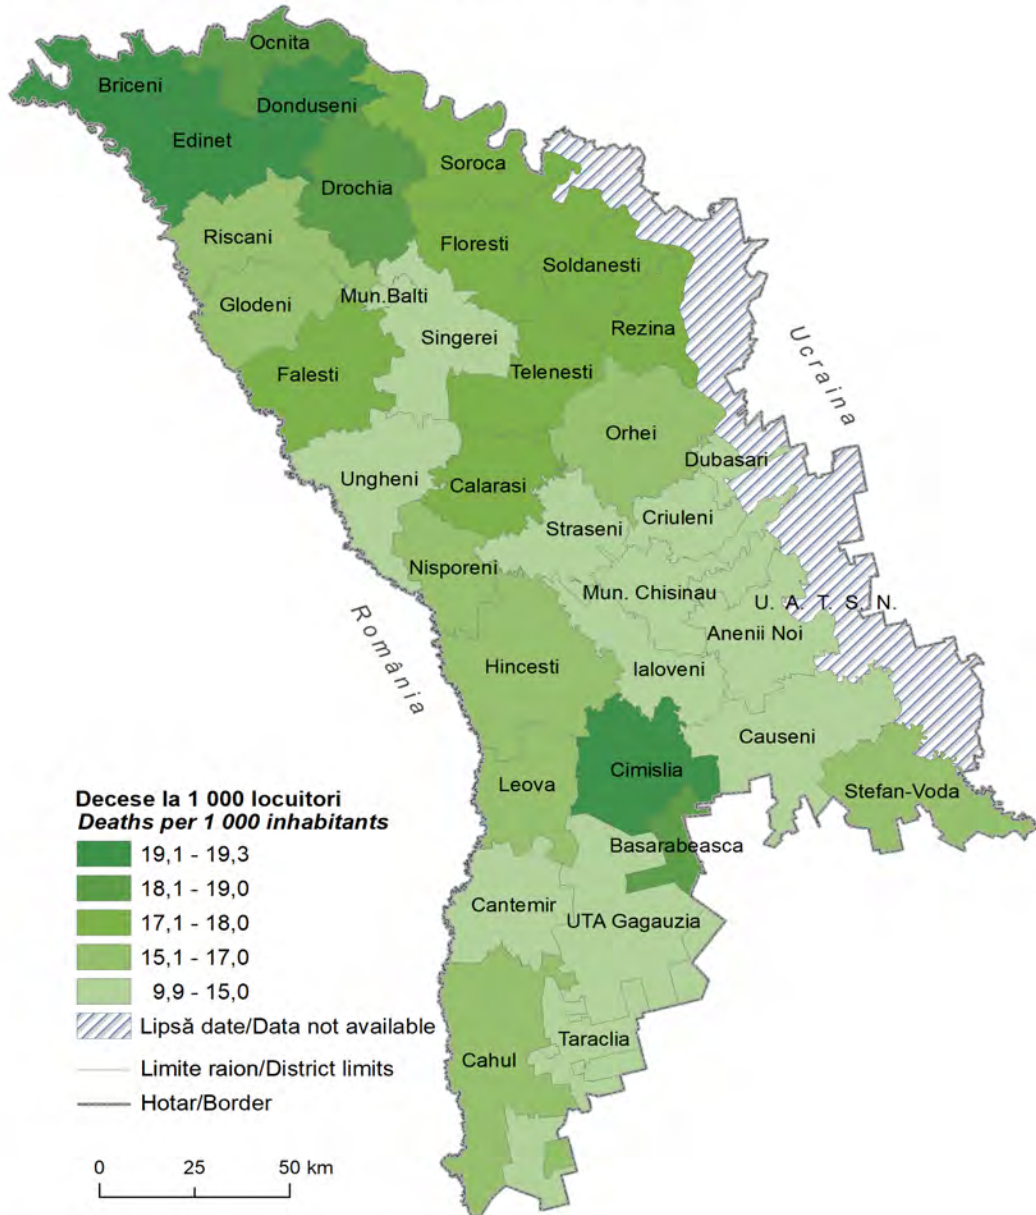 Ocnita
Briceni
Donduseni
Edinet
Soroca
Drochia
Riscani
Floresti
Soldanesti
Mun.Balti
Glodeni
Singerei
Rezina
Ucraina
Falesti
Telenesti
Orhei
Dubasari
Ungheni
Calarasi
Criuleni
Straseni
Nisporeni
Mun. Chisinau
U. A. T. S. N.
Anenii Noi
România
Hincesti
Ialoveni
Causeni
Cimislia
Leova
Stefan-Voda
Basarabeasca
Cantemir
UTA Gagauzia
Taraclia
Cahul
Decese la 1 000 locuitori
Deaths per 1 000 inhabitants
19,1 - 19,3
18,1 - 19,0
17,1 - 18,0
15,1 - 17,0
9,9 - 15,0
Lipsă date/Data not available
Limite raion/District limits
Hotar/Border
0 25 50 km